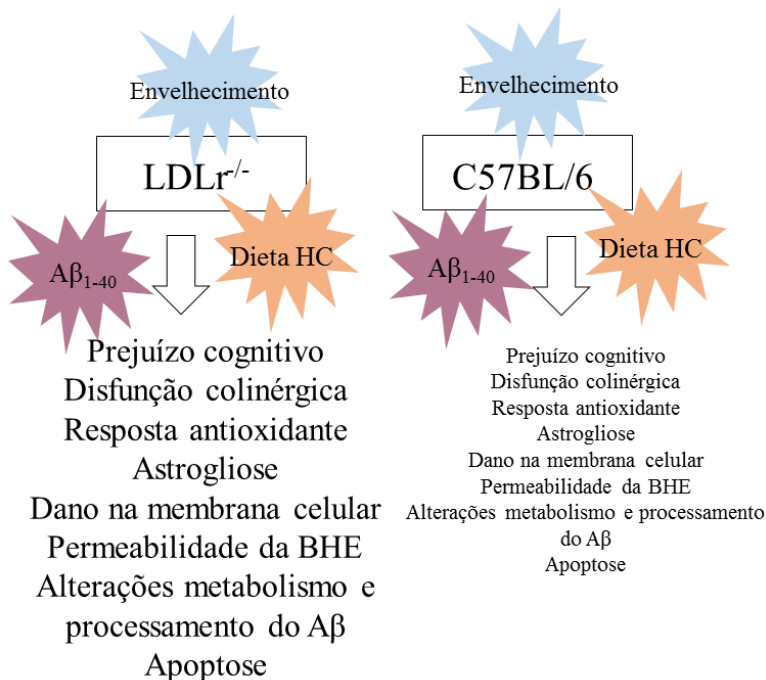 Envelhecimento
LDLr-/-
Aβ1-40
Dieta HC
Prejuízo cognitivo
Disfunção colinérgica
Resposta antioxidante
Astrogliose
Dano na membrana celular
Permeabilidade da BHE
Alterações metabolismo e
processamento do Aβ
Apoptose
Envelhecimento
C57BL/6
Aβ1-40
Dieta HC
Prejuízo cognitivo
Disfunção colinérgica
Resposta antioxidante
Astrogliose
Dano na membrana celular
Permeabilidade da BHE
Alterações metabolismo e processamento
do Aβ
Apoptose